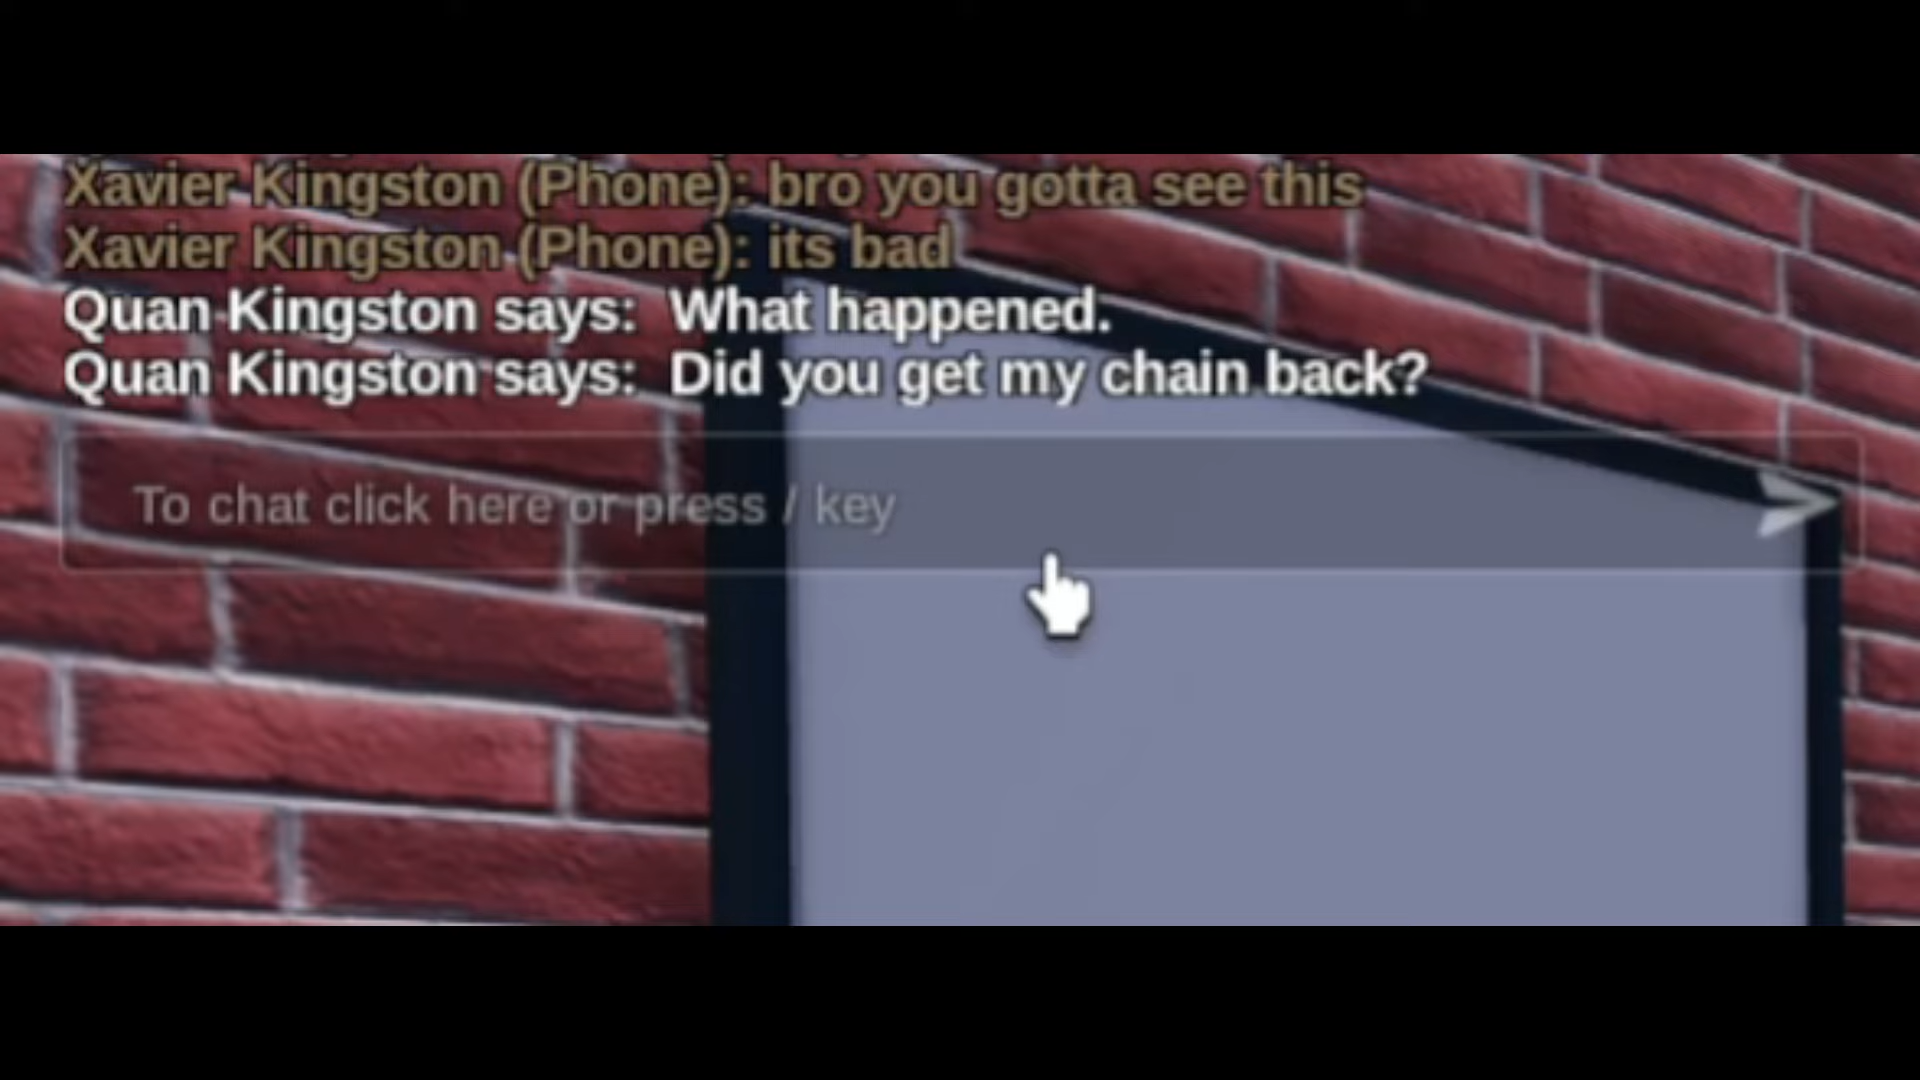 Xavier Kingston (Phone): bro you gotta see this
Xavier Kingston (Phone): its bad
Quan Kingston says:  What happened.
Quan Kingston says:  Did you get my chain back?
To chat click here or press / key